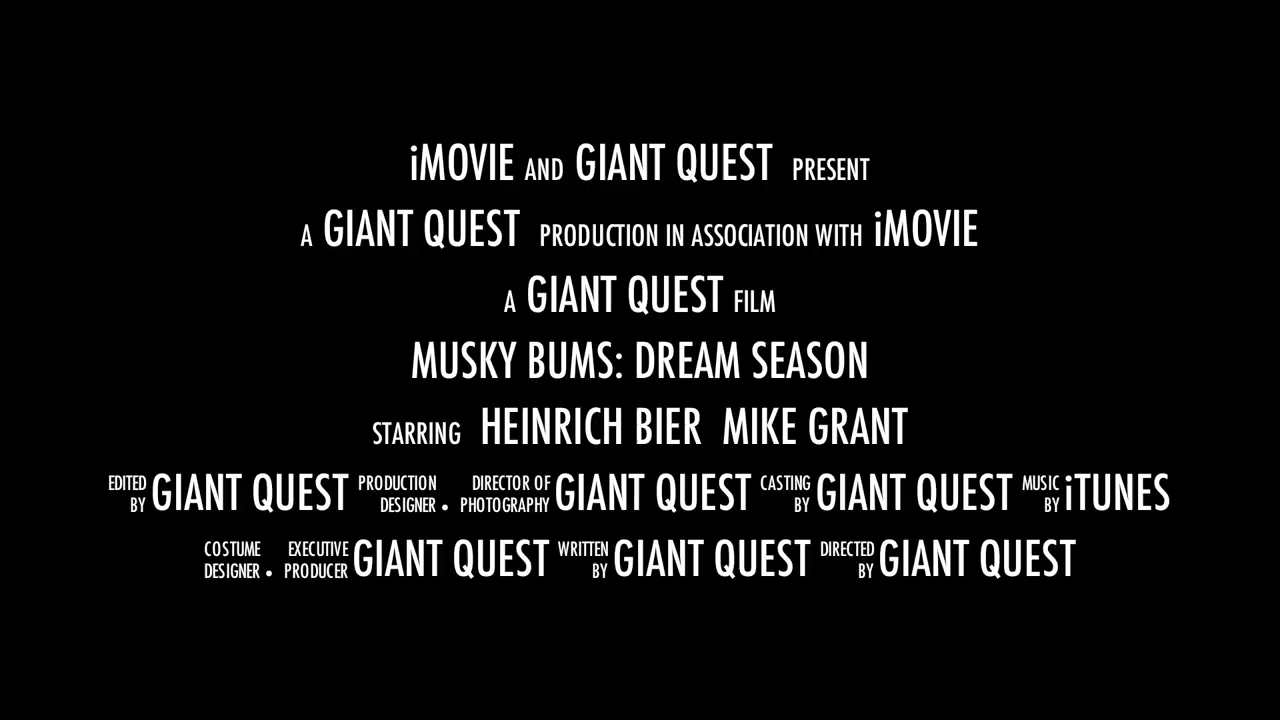 iMOVIE AND GIANT QUEST PRESENT
A GIANT QUEST PRODUCTION IN ASSOCIATION WITH iMOVIE
A GIANT QUEST FILM
MUSKY BUMS: DREAM SEASON
STARRING HEINRICH BIER MIKE GRANT
EDITED BY GIANT QUEST PRODUCTION DESIGNER . DIRECTOR OF PHOTOGRAPHY GIANT QUEST CASTING BY GIANT QUEST MUSIC BY iTUNES
COSTUME DESIGNER . EXECUTIVE PRODUCER GIANT QUEST WRITTEN BY GIANT QUEST DIRECTED BY GIANT QUEST